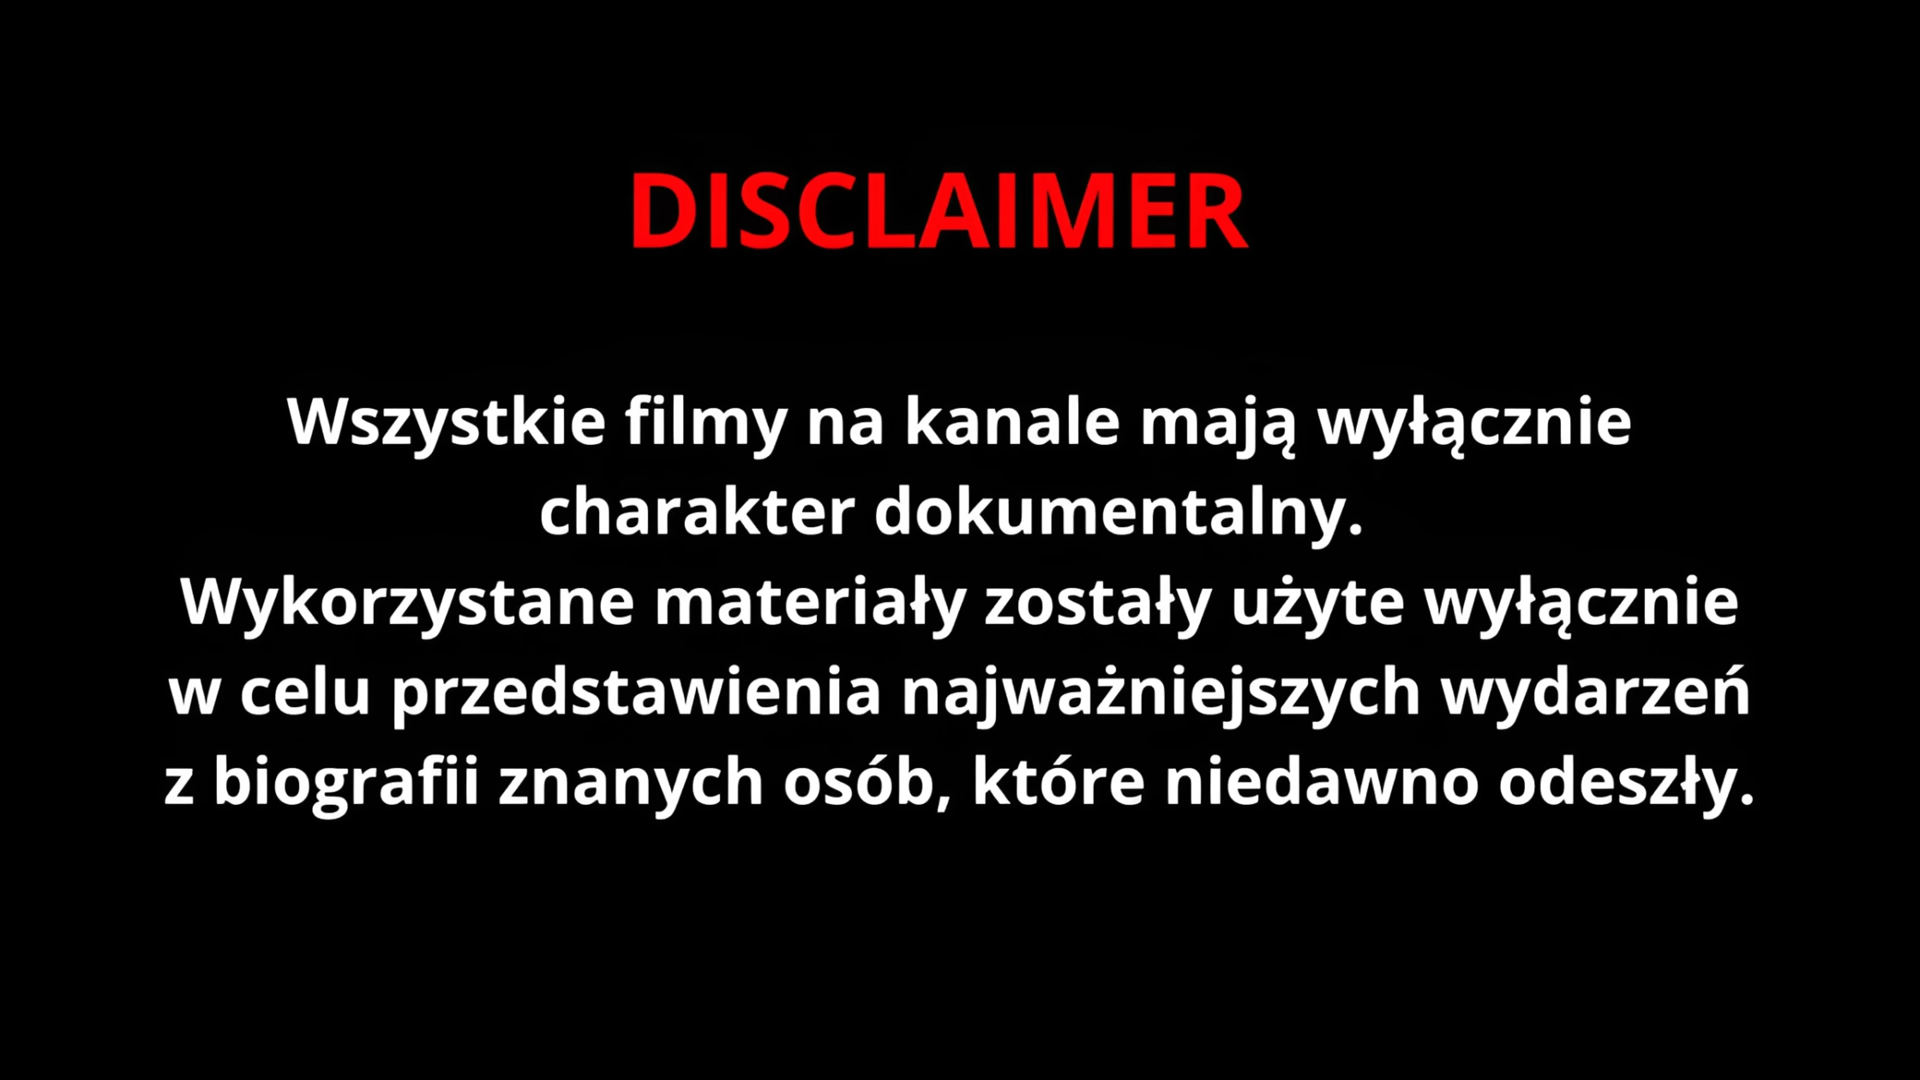 DISCLAIMER
Wszystkie filmy na kanale mają wyłącznie
charakter dokumentalny.
Wykorzystane materiały zostały użyte wyłącznie
w celu przedstawienia najważniejszych wydarzeń
z biografii znanych osób, które niedawno odeszły.